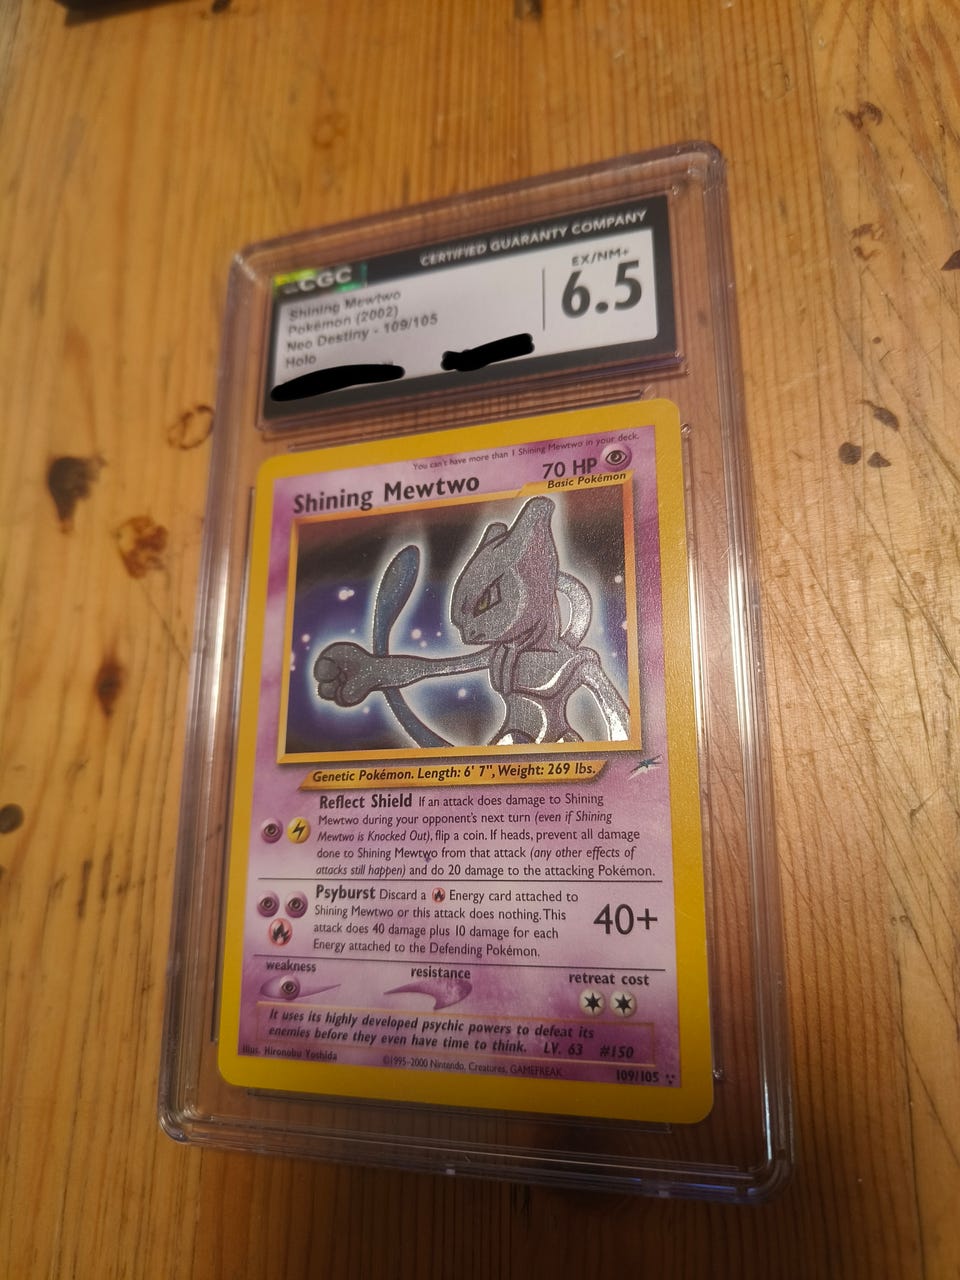 CERTIFIED GUARANTY COMPANY
CGC
Shining Mewtwo
Pokémon (2002)
Neo Destiny - 109/105
Holo
EX/NM+
6.5
You can't have more than 1 Shining Mewtwo in your deck.
Shining Mewtwo
70 HP
Basic Pokémon
Genetic Pokémon. Length: 6' 7", Weight: 269 lbs.
Reflect Shield If an attack does damage to Shining
Mewtwo during your opponent's next turn (even if Shining
Mewtwo is Knocked Out), flip a coin. If heads, prevent all damage
done to Shining Mewtwo from that attack (any other effects of
attacks still happen) and do 20 damage to the attacking Pokémon.
Psyburst Discard a Energy card attached to
Shining Mewtwo or this attack does nothing. This
attack does 40 damage plus 10 damage for each
Energy attached to the Defending Pokémon.
40+
weakness
resistance
retreat cost
It uses its highly developed psychic powers to defeat its
enemies before they even have time to think. LV. 63 #150
Illus. Hironobu Yoshida
©1995-2000 Nintendo, Creatures, GAMEFREAK
109/105